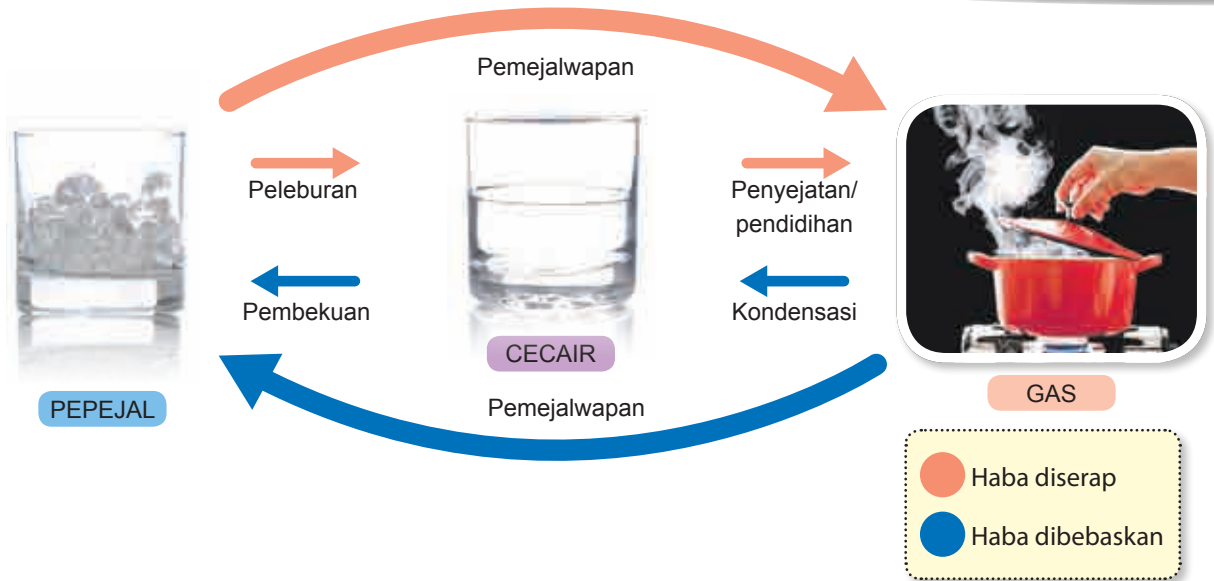 Pemejalwapan
Peleburan
Penyejatan/
pendidihan
Pembekuan
Kondensasi
CECAIR
PEPEJAL
Pemejalwapan
GAS
Haba diserap
Haba dibebaskan